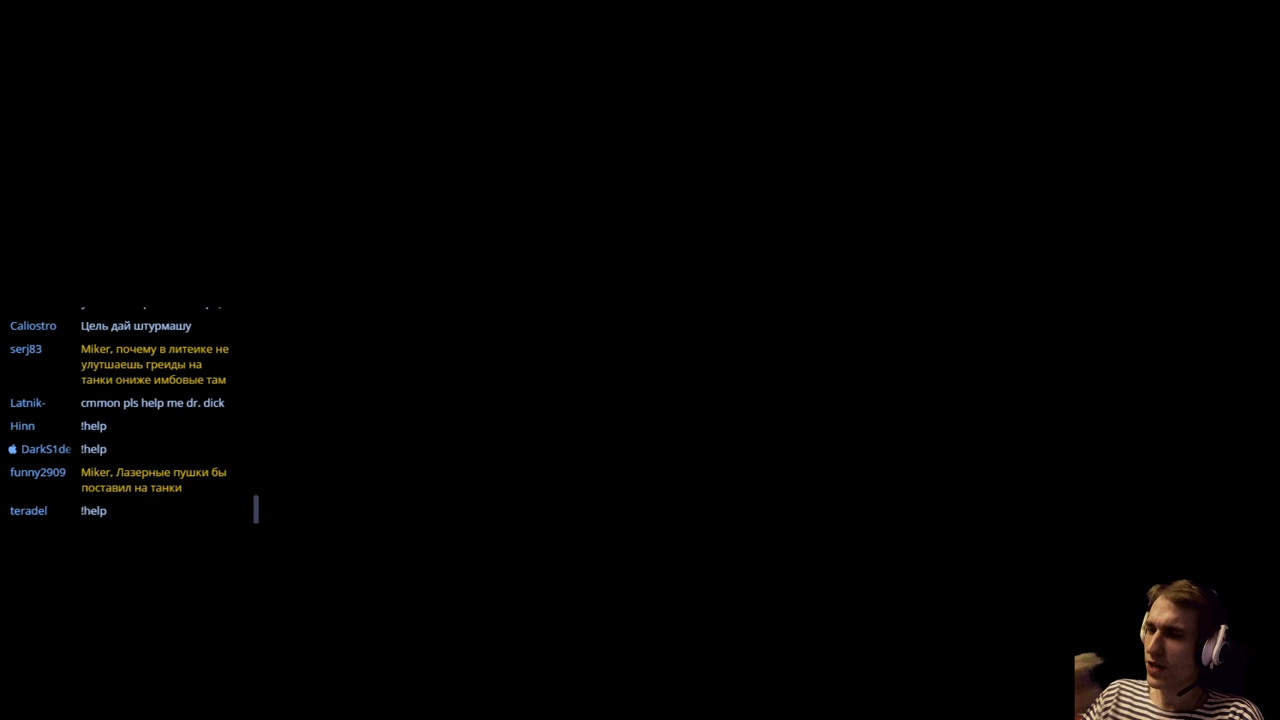 Caliostro Цель дай штурмашу
serj83 Miker, почему в литеике не
улутшаешь греиды на
танки ониже имбовые там
Latnik- cmmon pls help me dr. dick
Hinn !help
DarkS1de !help
funny2909 Miker, Лазерные пушки бы
поставил на танки
teradel !help